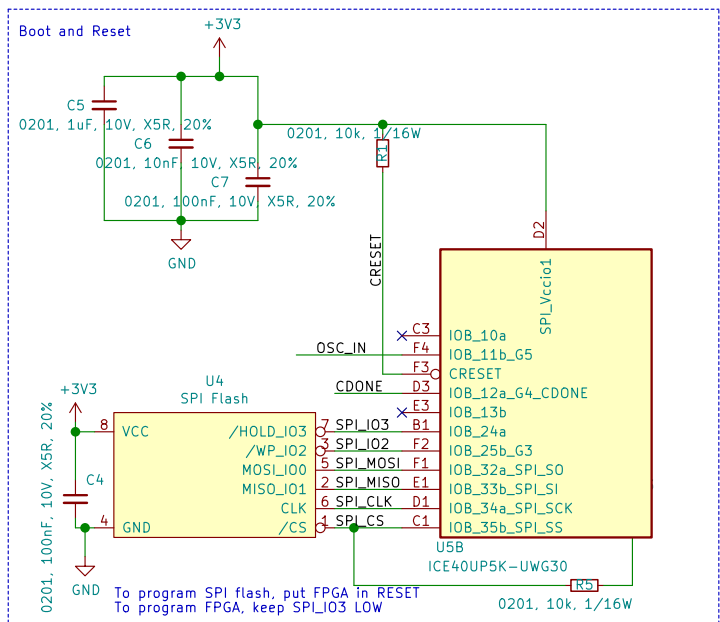 Boot and Reset
+3V3
C5
0201, 1uF, 10V, X5R, 20%
C6
0201, 10nF, 10V, X5R, 20%
C7
0201, 100nF, 10V, X5R, 20%
GND
0201, 10k, 1/16W
R1
CRESET
D2
SPI_Vccio1
C3 IOB_10a
OSC_IN F4 IOB_11b_G5
F3 CRESET
CDONE D3 IOB_12a_G4_CDONE
E3 IOB_13b
B1 IOB_24a
F2 IOB_25b_G3
F1 IOB_32a_SPI_SO
E1 IOB_33b_SPI_SI
D1 IOB_34a_SPI_SCK
C1 IOB_35b_SPI_SS
U5B
ICE40UP5K-UWG30
U4
SPI Flash
+3V3
8 VCC
/HOLD_IO3 7 SPI_IO3
/WP_IO2 3 SPI_IO2
MOSI_IO0 5 SPI_MOSI
MISO_IO1 2 SPI_MISO
CLK 6 SPI_CLK
4 GND
/CS 1 SPI_CS
C4
0201, 100nF, 10V, X5R, 20%
GND
R5
0201, 10k, 1/16W
To program SPI flash, put FPGA in RESET
To program FPGA, keep SPI_IO3 LOW